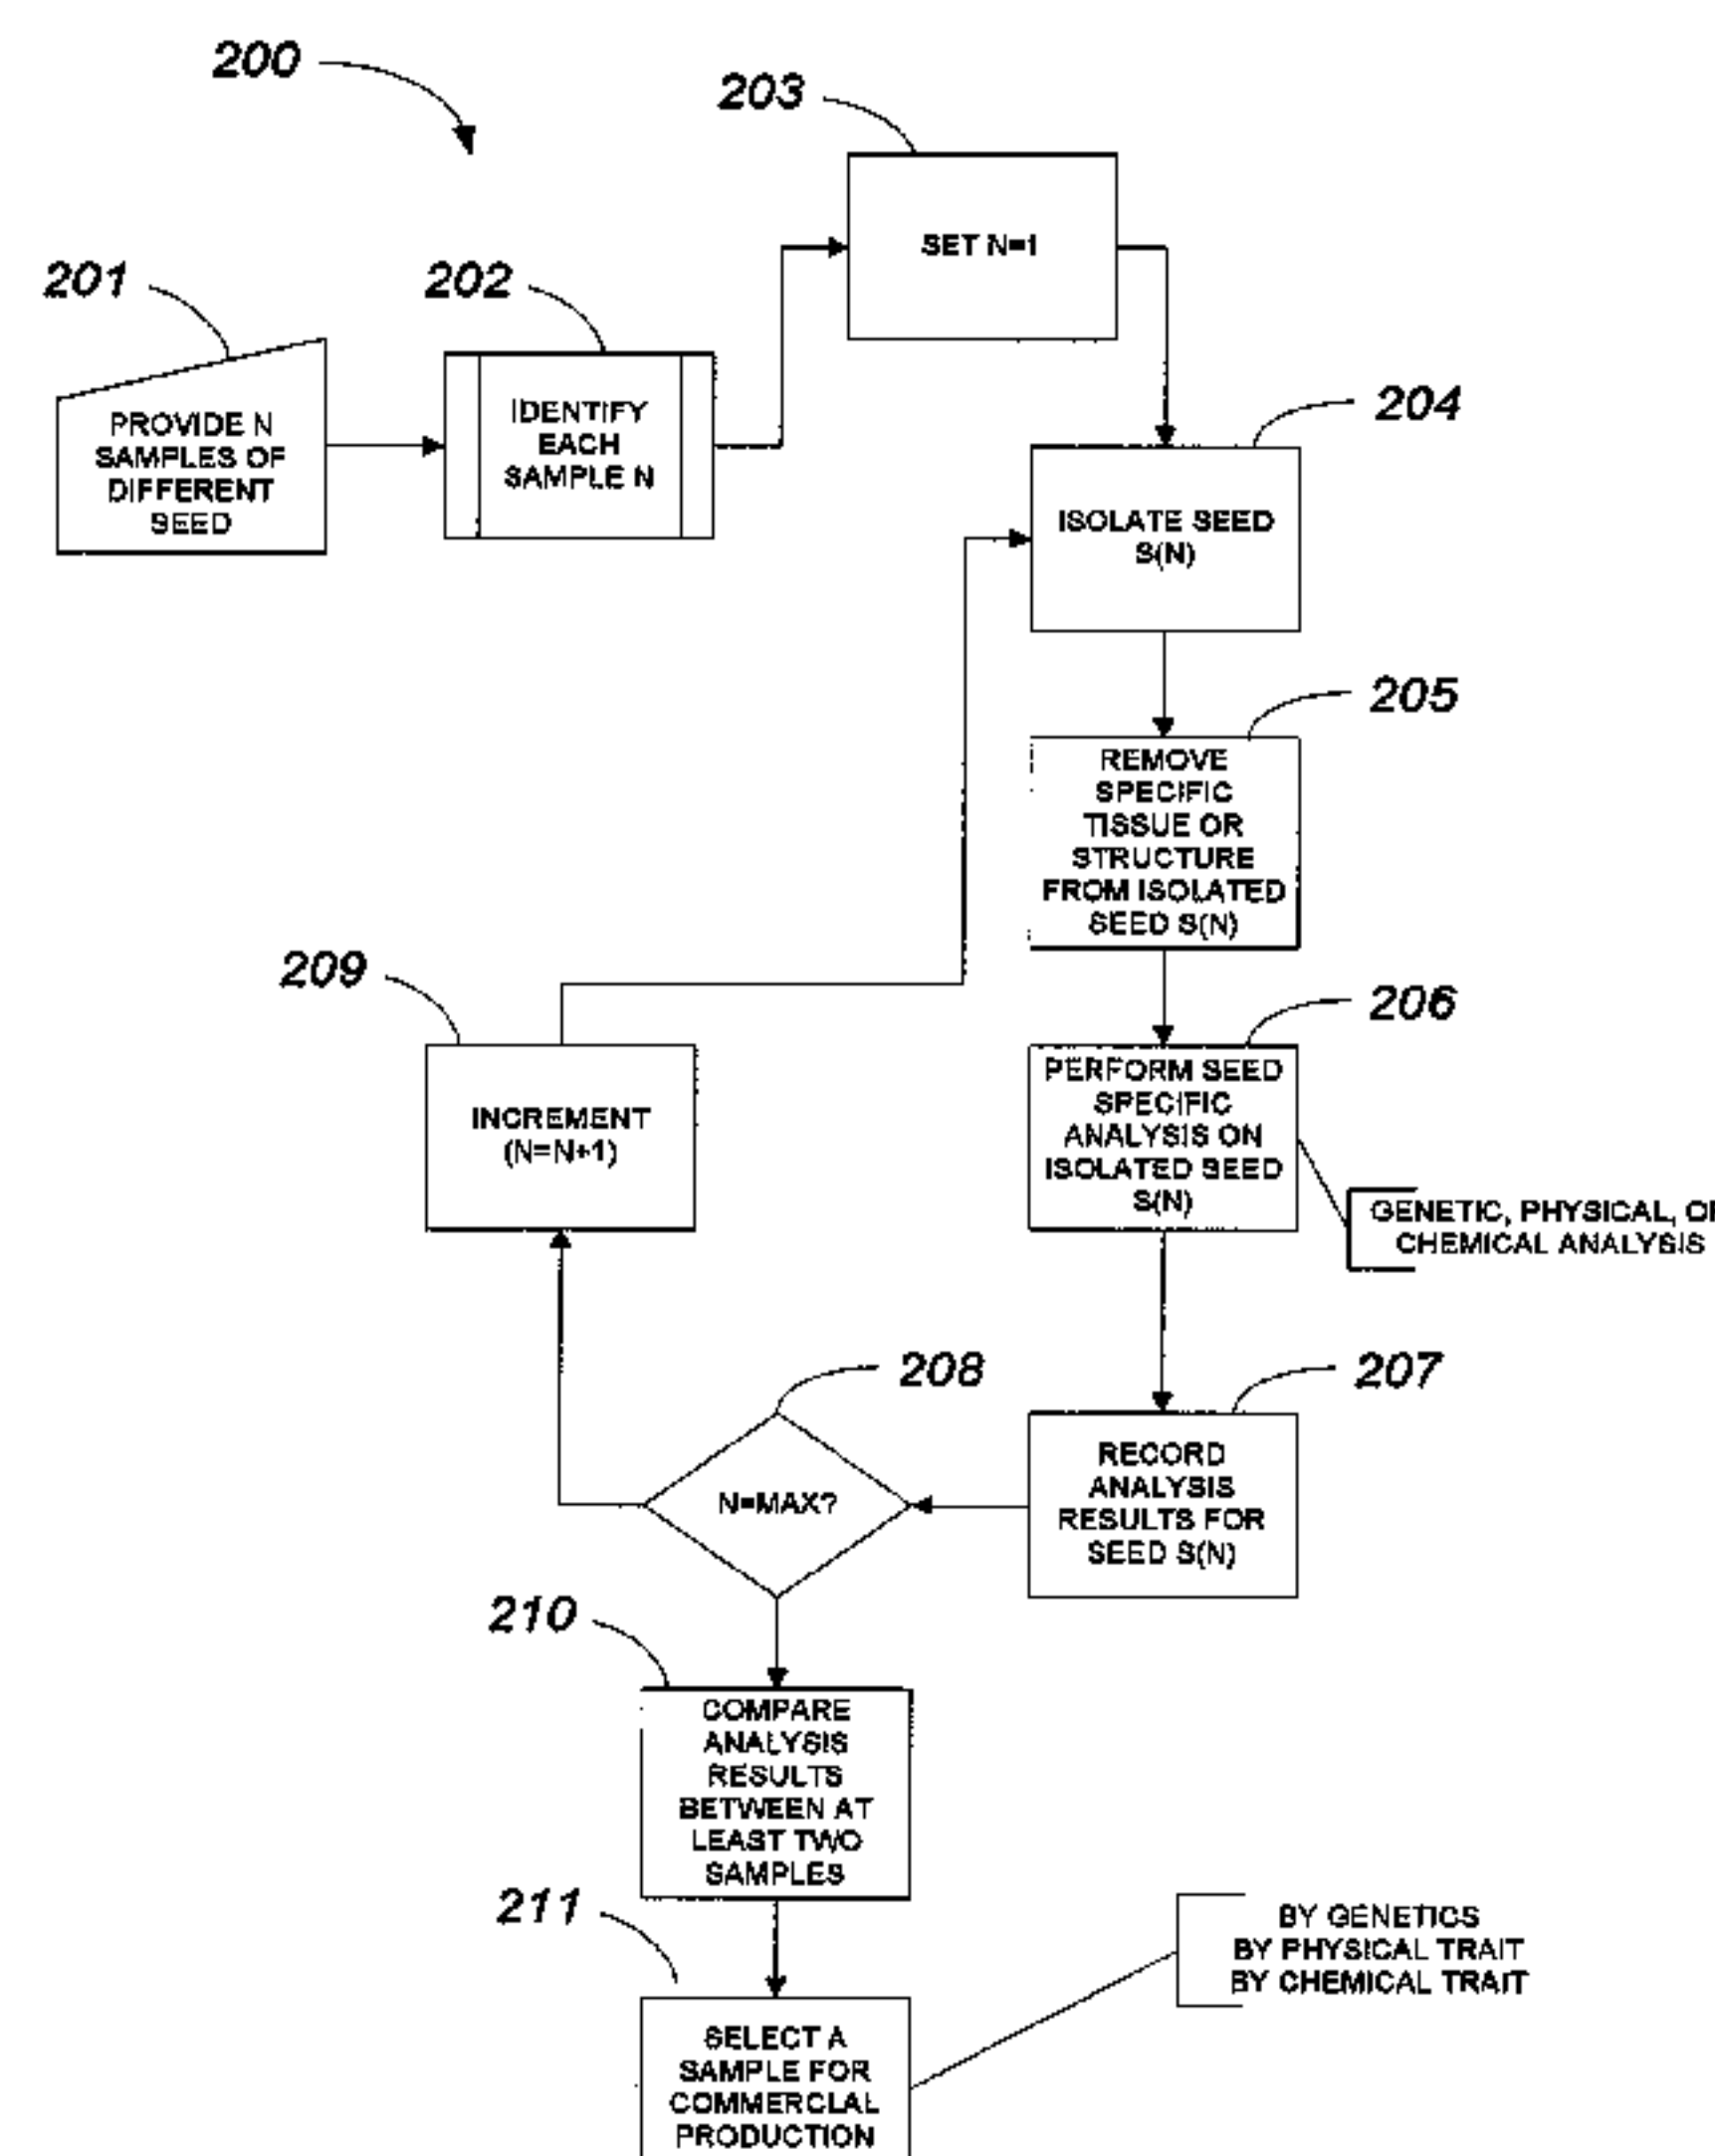 200
203
SET N=1
201
202
PROVIDE N
SAMPLES OF
DIFFERENT
SEED
IDENTIFY
EACH
SAMPLE N
204
ISOLATE SEED
S(N)
205
REMOVE
SPECIFIC
TISSUE OR
STRUCTURE
FROM ISOLATED
SEED S(N)
209
INCREMENT
(N=N+1)
206
PERFORM SEED
SPECIFIC
ANALYSIS ON
ISOLATED SEED
S(N)
GENETIC, PHYSICAL, OR
CHEMICAL ANALYSIS
208
N=MAX?
207
RECORD
ANALYSIS
RESULTS FOR
SEED S(N)
210
COMPARE
ANALYSIS
RESULTS
BETWEEN AT
LEAST TWO
SAMPLES
211
SELECT A
SAMPLE FOR
COMMERCIAL
PRODUCTION
BY GENETICS
BY PHYSICAL TRAIT
BY CHEMICAL TRAIT